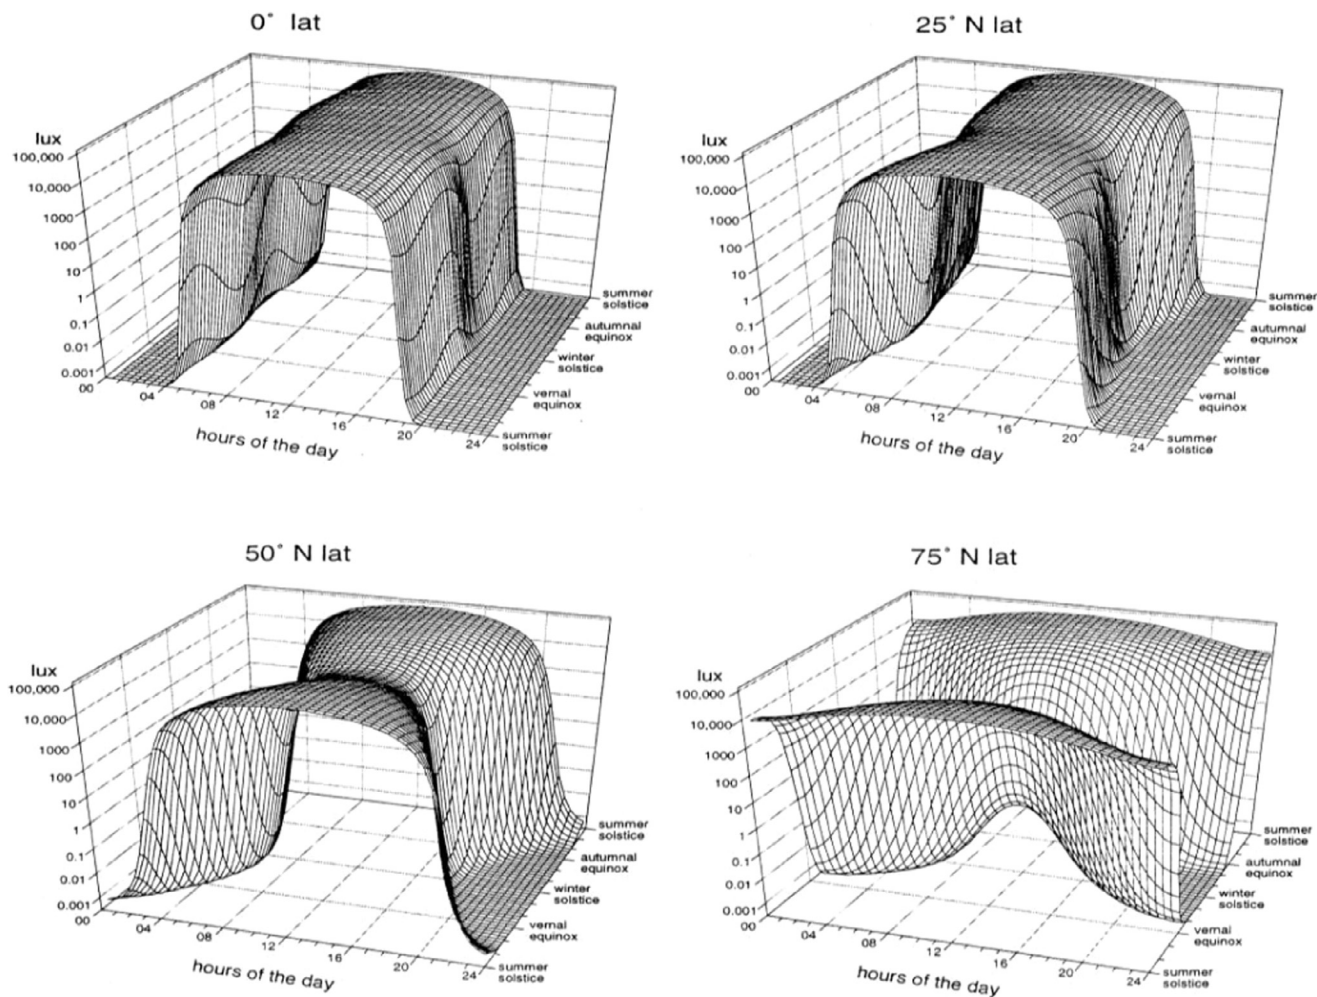 0° lat
lux
100,000
10,000
1000
100
10
1
0.1
0.01
0.001
00
04
08
12
16
20
24
hours of the day
summer
solstice
autumnal
equinox
winter
solstice
vernal
equinox
summer
solstice
25° N lat
lux
100,000
10,000
1000
100
10
1
0.1
0.01
0.001
00
04
08
12
16
20
24
hours of the day
summer
solstice
autumnal
equinox
winter
solstice
vernal
equinox
summer
solstice
50° N lat
lux
100,000
10,000
1000
100
10
1
0.1
0.01
0.001
00
04
08
12
16
20
24
hours of the day
summer
solstice
autumnal
equinox
winter
solstice
vernal
equinox
summer
solstice
75° N lat
lux
100,000
10,000
1000
100
10
1
0.1
0.01
0.001
00
04
08
12
16
20
24
hours of the day
summer
solstice
autumnal
equinox
winter
solstice
vernal
equinox
summer
solstice